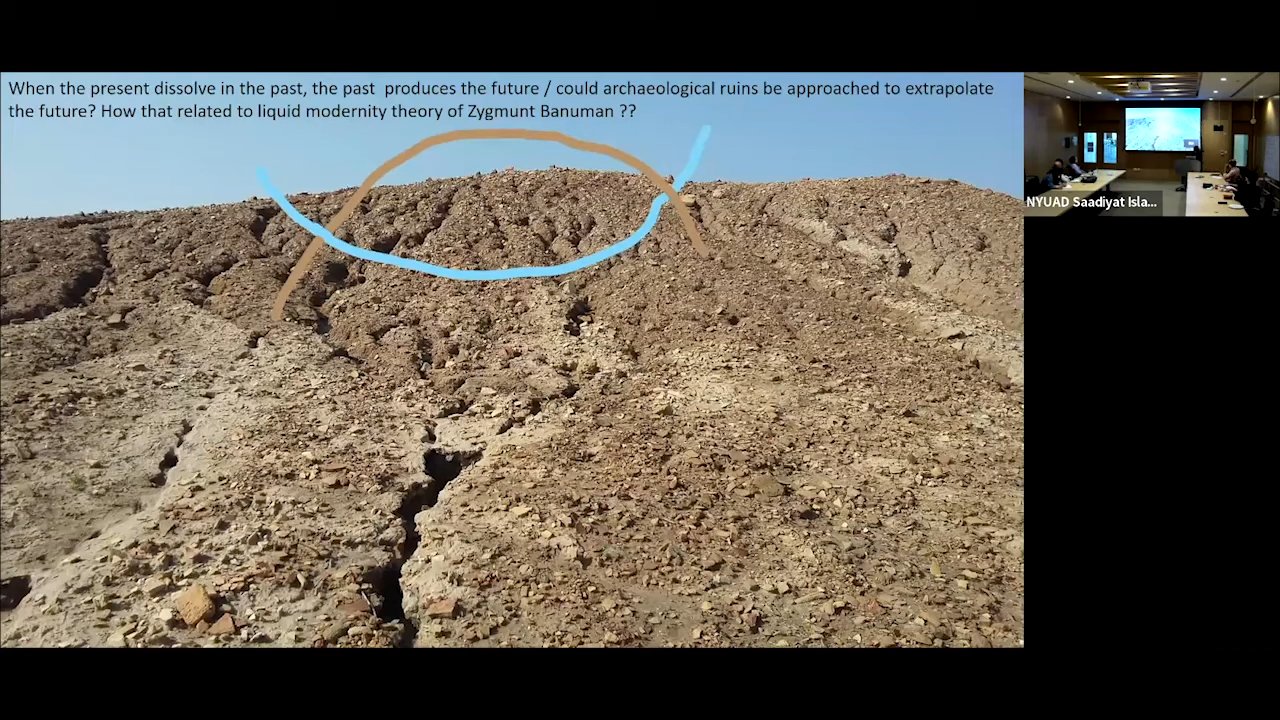 When the present dissolve in the past, the past produces the future / could archaeological ruins be approached to extrapolate
the future? How that related to liquid modernity theory of Zygmunt Banuman ??
NYUAD Saadiyat Isla...